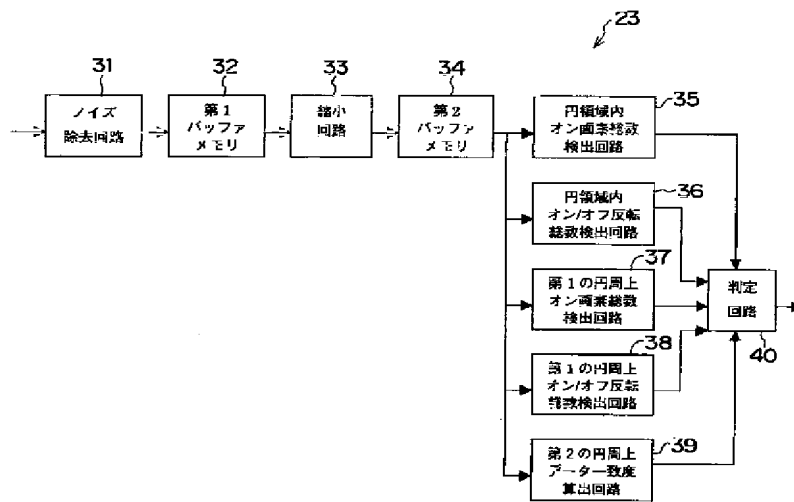 23
31
32
33
34
ノイズ
除去回路
第1
バッファ
メモリ
縮小
回路
第2
バッファ
メモリ
円領域内
オン画素総数
検出回路
35
円領域内
オン/オフ反転
総数検出回路
36
第1の円周上
オン画素総数
検出回路
37
第1の円周上
オン/オフ反転
総数検出回路
38
第2の円周上
データ一致度
算出回路
39
判定
回路
40